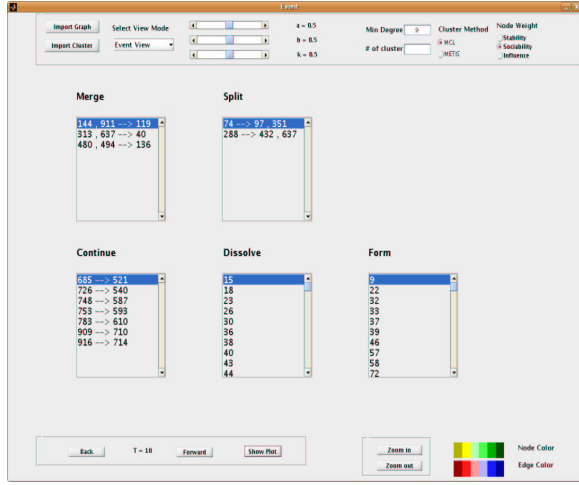 Event
Import Graph
Select View Mode
a = 0.5
Min Degree 9
Cluster Method
Node Weight
Import Cluster
Event View
b = 0.5
# of cluster
MCL
METIS
Stability
Sociability
Influence
k = 0.5
Merge
144 , 911 --> 119
313 , 637 --> 40
480 , 494 --> 136
Split
74 --> 97 , 351
288 --> 432 , 637
Continue
685 --> 521
726 --> 540
748 --> 587
753 --> 593
783 --> 610
909 --> 710
916 --> 714
Dissolve
15
18
23
26
30
36
38
40
43
44
Form
9
22
32
33
37
39
46
57
58
72
Back
T = 10
Forward
Show Plot
Zoom in
Zoom out
Node Color
Edge Color